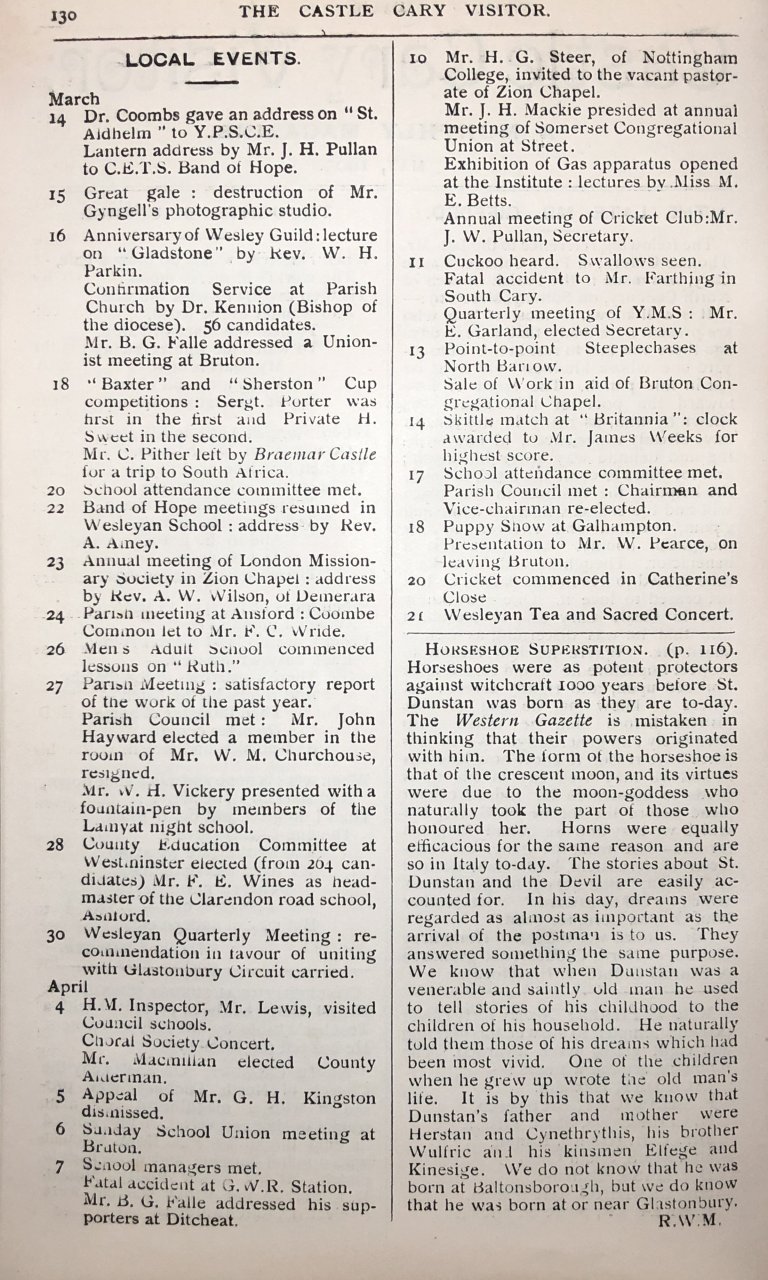 130
THE CASTLE CARY VISITOR.
LOCAL EVENTS.
March
14 Dr. Coombs gave an address on “ St.
Aldhelm ” to Y.P.S.C.E.
Lantern address by Mr. J. H. Pullan
to C.E.T.S. Band of Hope.
15 Great gale : destruction of Mr.
Gyngell's photographic studio.
16 Anniversary of Wesley Guild : lecture
on “ Gladstone ” by Rev. W. H.
Parkin.
Confirmation Service at Parish
Church by Dr. Kennion (Bishop of
the diocese). 56 candidates.
Mr. B. G. Falle addressed a Union-
ist meeting at Bruton.
18 “ Baxter ” and “ Sherston ” Cup
competitions : Sergt. Porter was
first in the first and Private H.
Sweet in the second.
Mr. C. Pither left by Braemar Castle
for a trip to South Africa.
20 School attendance committee met.
22 Band of Hope meetings resumed in
Wesleyan School : address by Rev.
A. Amey.
23 Annual meeting of London Mission-
ary Society in Zion Chapel : address
by Rev. A. W. Wilson, of Demerara
24 Parish meeting at Ansford : Coombe
Common let to Mr. F. C. Wride.
26 Men s Adult School commenced
lessons on “ Ruth.”
27 Parish Meeting : satisfactory report
of the work of the past year.
Parish Council met : Mr. John
Hayward elected a member in the
room of Mr. W. M. Churchouse,
resigned.
Mr. W. H. Vickery presented with a
fountain-pen by members of the
Lamyat night school.
28 County Education Committee at
Westminster elected (from 204 can-
didates) Mr. F. E. Wines as head-
master of the Clarendon road school,
Ashford.
30 Wesleyan Quarterly Meeting : re-
commendation in favour of uniting
with Glastonbury Circuit carried.
April
4 H.M. Inspector, Mr. Lewis, visited
Council schools.
Choral Society Concert.
Mr. Macmillan elected County
Alderman.
5 Appeal of Mr. G. H. Kingston
dismissed.
6 Sunday School Union meeting at
Bruton.
7 School managers met.
Fatal accident at G.W.R. Station.
Mr. B. G. Falle addressed his sup-
porters at Ditcheat.
10 Mr. H. G. Steer, of Nottingham
College, invited to the vacant pastor-
ate of Zion Chapel.
Mr. J. H. Mackie presided at annual
meeting of Somerset Congregational
Union at Street.
Exhibition of Gas apparatus opened
at the Institute : lectures by Miss M.
E. Betts.
Annual meeting of Cricket Club: Mr.
J. W. Pullan, Secretary.
11 Cuckoo heard. Swallows seen.
Fatal accident to Mr. Farthing in
South Cary.
Quarterly meeting of Y.M.S : Mr.
E. Garland, elected Secretary.
13 Point-to-point Steeplechases at
North Barrow.
Sale of Work in aid of Bruton Con-
gregational Chapel.
14 Skittle match at “ Britannia ”: clock
awarded to Mr. James Weeks for
highest score.
17 School attendance committee met.
Parish Council met : Chairman and
Vice-chairman re-elected.
18 Puppy Show at Galhampton.
Presentation to Mr. W. Pearce, on
leaving Bruton.
20 Cricket commenced in Catherine's
Close
21 Wesleyan Tea and Sacred Concert.
HORSESHOE SUPERSTITION. (p. 116).
Horseshoes were as potent protectors
against witchcraft 1000 years before St.
Dunstan was born as they are to-day.
The Western Gazette is mistaken in
thinking that their powers originated
with him. The form of the horseshoe is
that of the crescent moon, and its virtues
were due to the moon-goddess who
naturally took the part of those who
honoured her. Horns were equally
efficacious for the same reason and are
so in Italy to-day. The stories about St.
Dunstan and the Devil are easily ac-
counted for. In his day, dreams were
regarded as almost as important as the
arrival of the postman is to us. They
answered something the same purpose.
We know that when Dunstan was a
venerable and saintly old man he used
to tell stories of his childhood to the
children of his household. He naturally
told them those of his dreams which had
been most vivid. One of the children
when he grew up wrote the old man's
life. It is by this that we know that
Dunstan's father and mother were
Herstan and Cynethrythis, his brother
Wulfric and his kinsmen Elfege and
Kinesige. We do not know that he was
born at Baltonsborough, but we do know
that he was born at or near Glastonbury.
R.W.M.